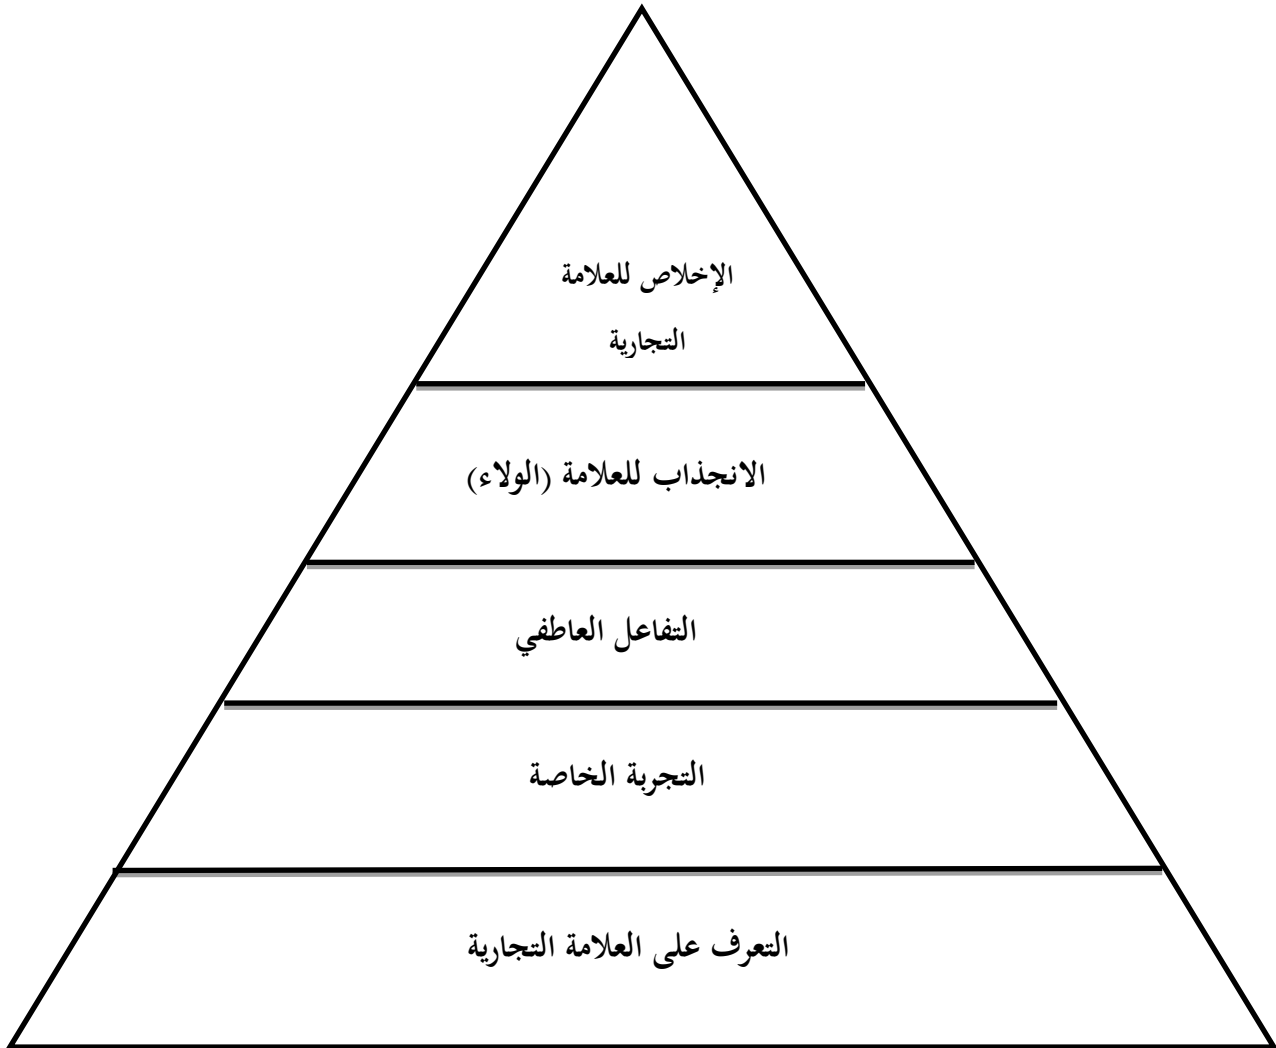 الإخلاص للعلامة
التجارية
الانجذاب للعلامة (الولاء)
التفاعل العاطفي
التجربة الخاصة
التعرف على العلامة التجارية